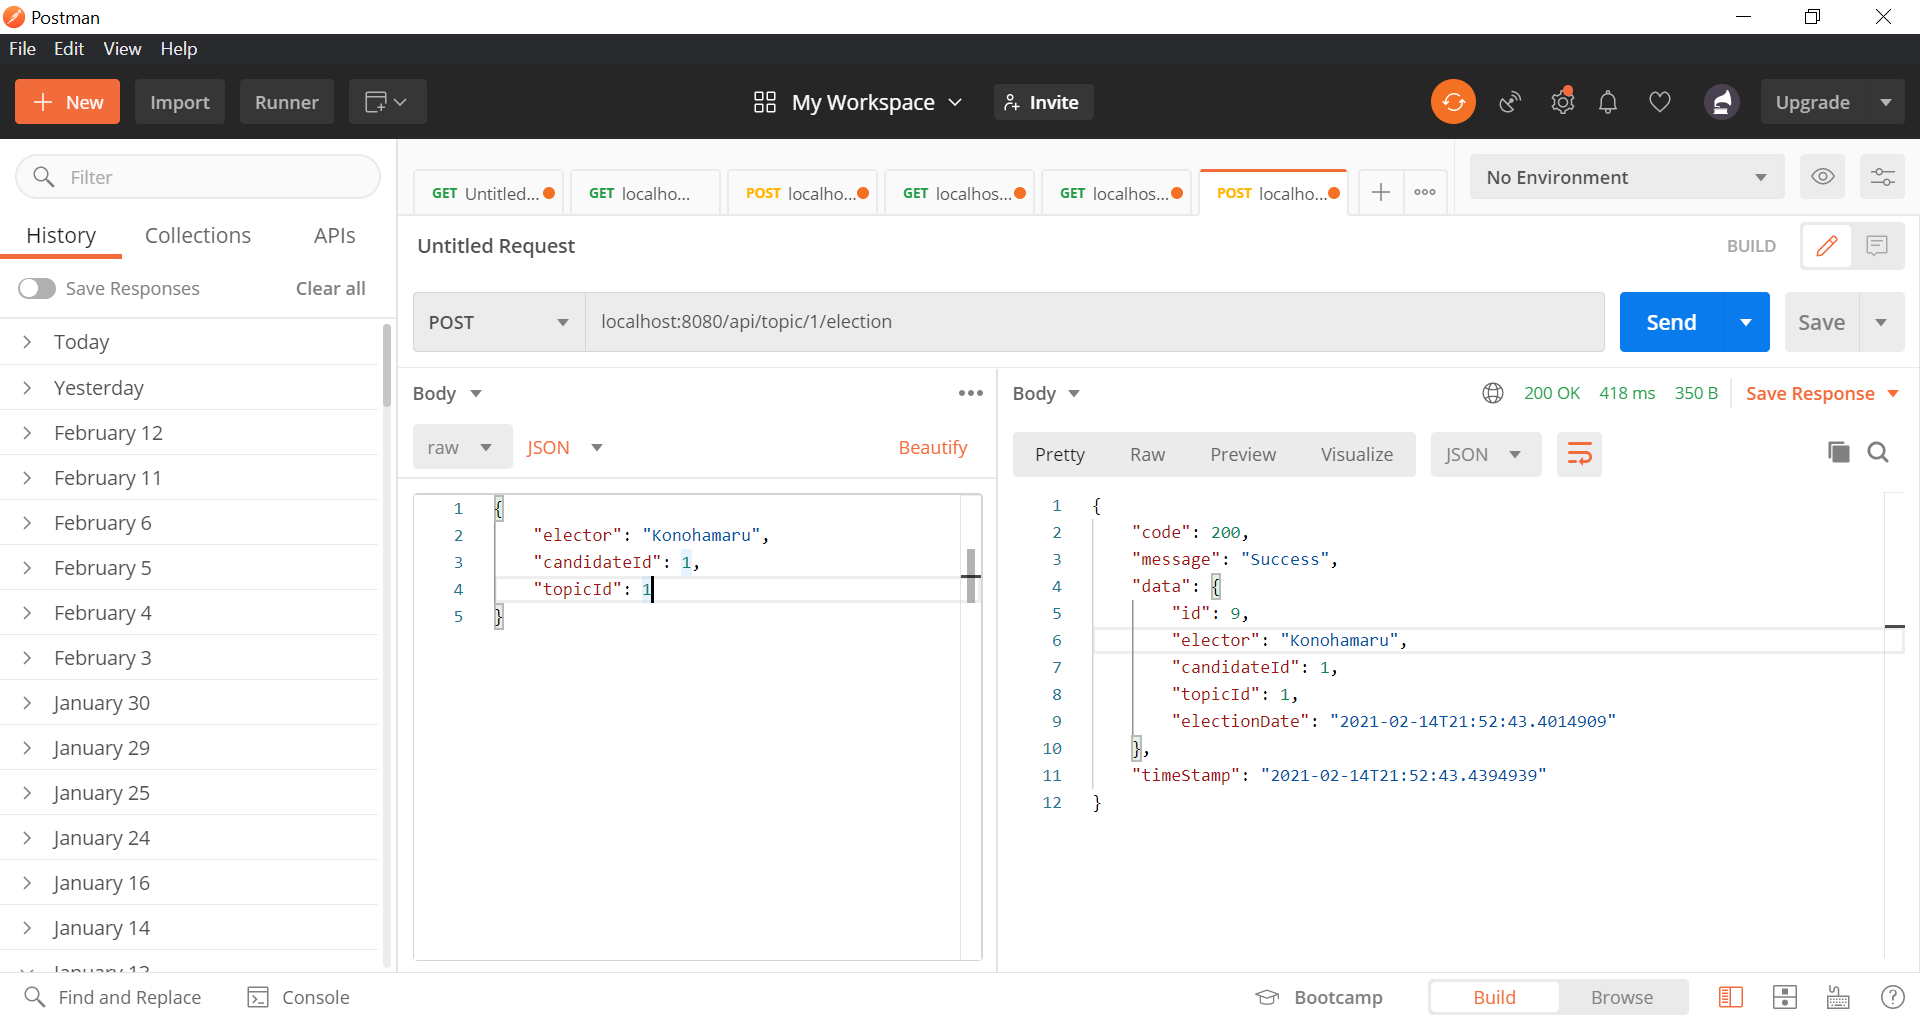 Postman
File Edit View Help
+ New Import Runner My Workspace Invite Upgrade
Filter
History Collections APIs
Save Responses Clear all
Today
Yesterday
February 12
February 11
February 6
February 5
February 4
February 3
January 30
January 29
January 25
January 24
January 16
January 14
January 13
GET Untitled... GET localho... POST localho... GET localhos... GET localhos... POST localho... + ooo
No Environment
Untitled Request
BUILD
POST localhost:8080/api/topic/1/election Send Save
Body
raw JSON Beautify
1 {
2 "elector": "Konohamaru",
3 "candidateId": 1,
4 "topicId": 1
5 }
Body 200 OK 418 ms 350 B Save Response
Pretty Raw Preview Visualize JSON
1 {
2 "code": 200,
3 "message": "Success",
4 "data": {
5 "id": 9,
6 "elector": "Konohamaru",
7 "candidateId": 1,
8 "topicId": 1,
9 "electionDate": "2021-02-14T21:52:43.4014909"
10 },
11 "timeStamp": "2021-02-14T21:52:43.4394939"
12 }
Find and Replace Console Bootcamp Build Browse ?